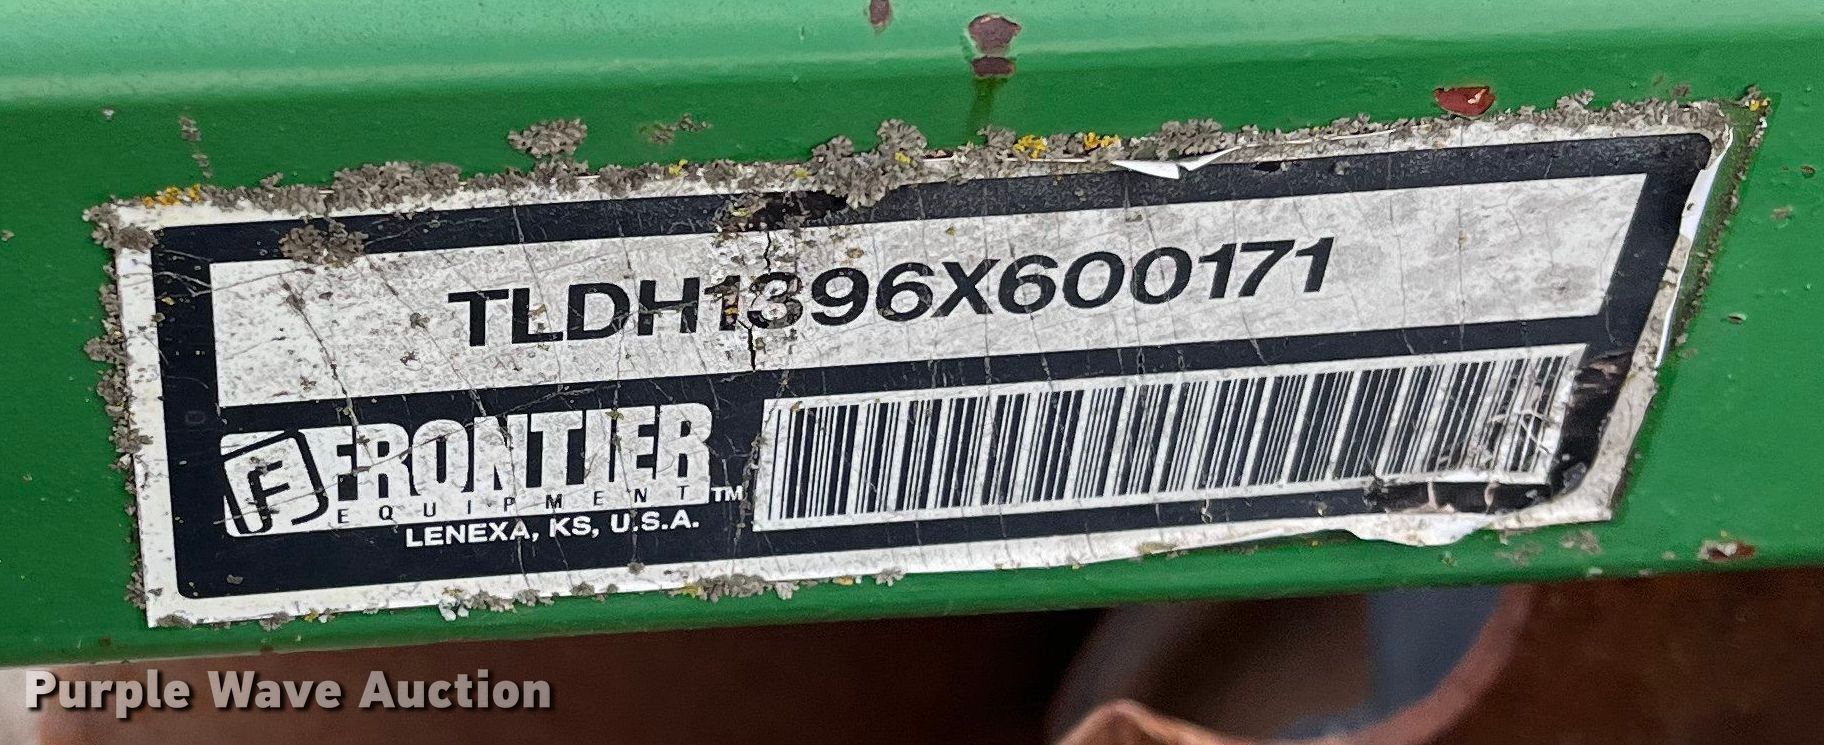 TLDH1396X600171
FRONTIER
EQUIPMENT™
LENEXA, KS, U.S.A.
Purple Wave Auction